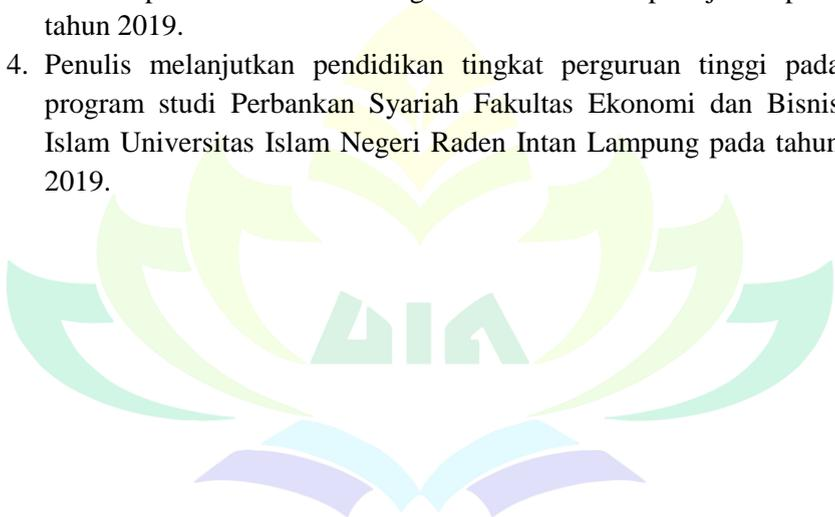 tahun 2019.
4. Penulis melanjutkan pendidikan tingkat perguruan tinggi pada
program studi Perbankan Syariah Fakultas Ekonomi dan Bisnis
Islam Universitas Islam Negeri Raden Intan Lampung pada tahun
2019.